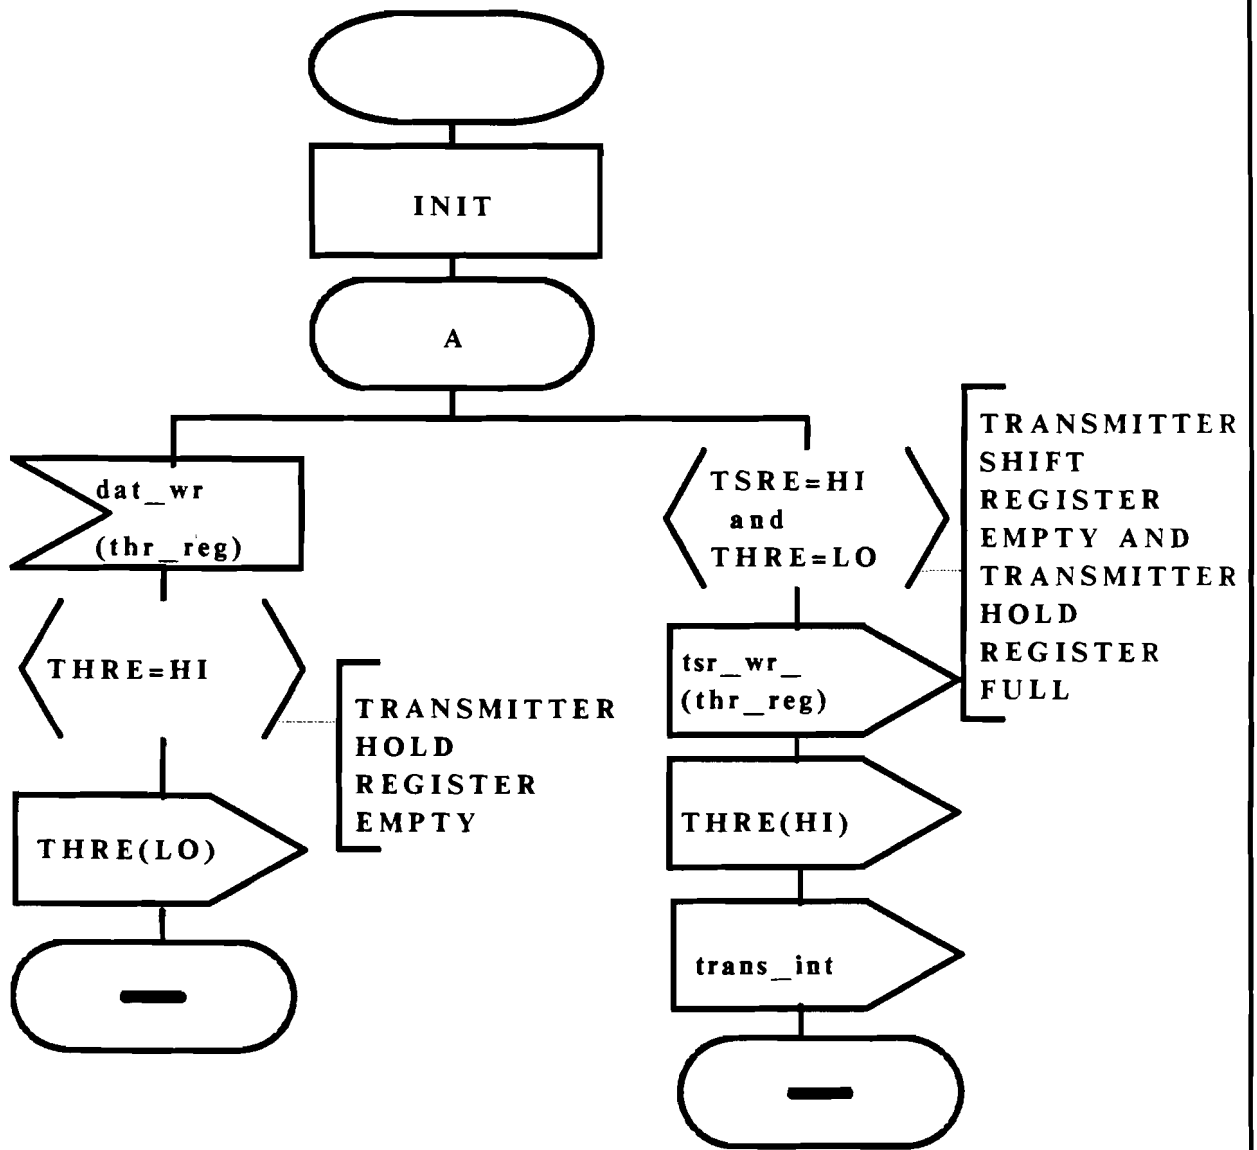 INIT
A
dat_wr
(thr_reg)
THRE=HI
TRANSMITTER
HOLD
REGISTER
EMPTY
THRE(LO)
TSRE=HI
and
THRE=LO
TRANSMITTER
SHIFT
REGISTER
EMPTY AND
TRANSMITTER
HOLD
REGISTER
FULL
tsr_wr_
(thr_reg)
THRE(HI)
trans_int